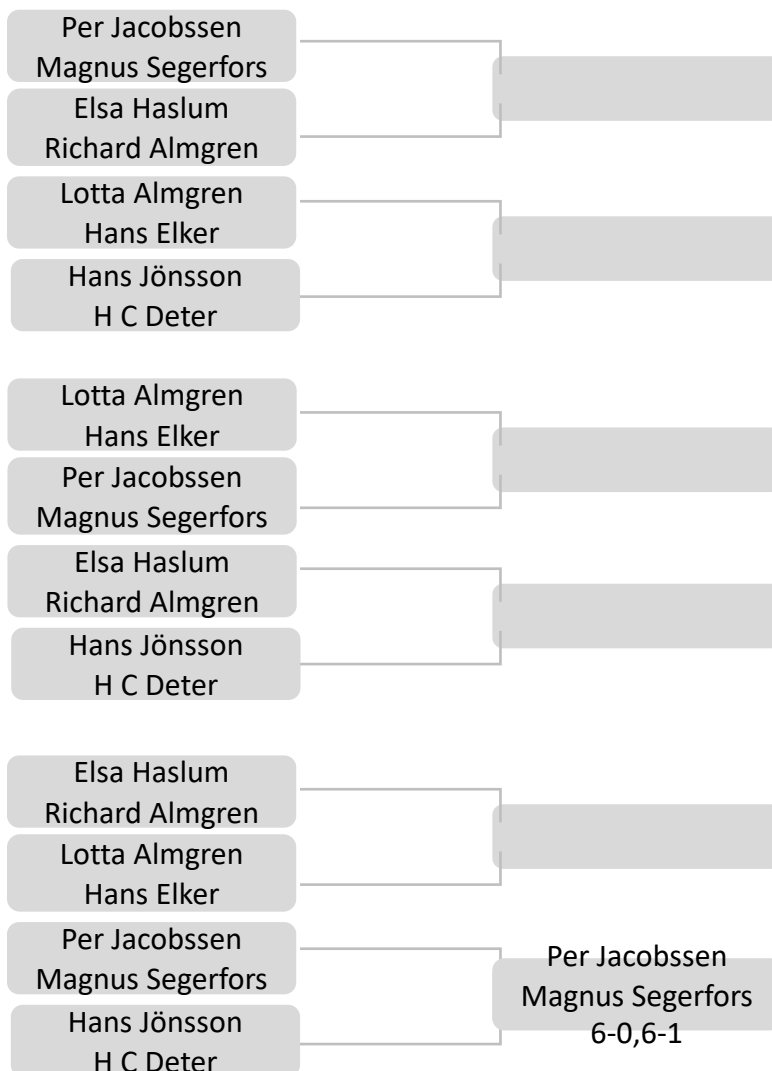 Per Jacobssen
Magnus Segerfors
Elsa Haslum
Richard Almgren
Lotta Almgren
Hans Elker
Hans Jönsson
H C Deter
Lotta Almgren
Hans Elker
Per Jacobssen
Magnus Segerfors
Elsa Haslum
Richard Almgren
Hans Jönsson
H C Deter
Elsa Haslum
Richard Almgren
Lotta Almgren
Hans Elker
Per Jacobssen
Magnus Segerfors
Hans Jönsson
H C Deter
Per Jacobssen
Magnus Segerfors
6-0,6-1